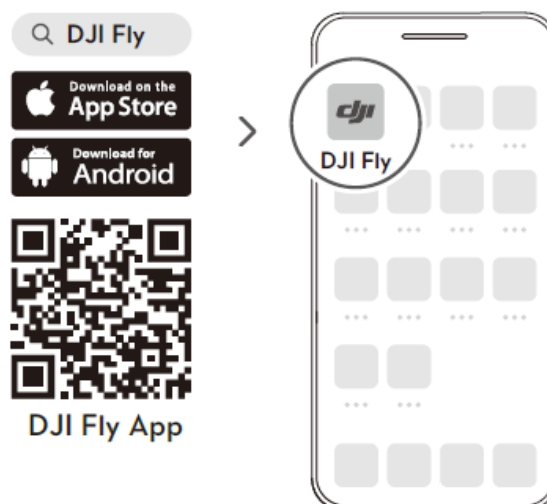 DJI Fly
Download on the
App Store
Download for
Android
DJI Fly App
dji
DJI Fly